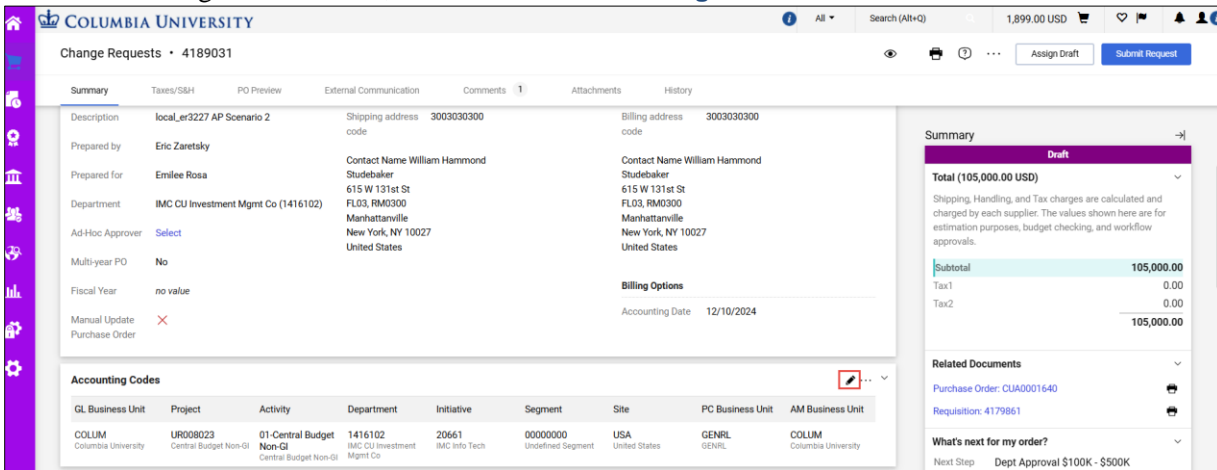 COLUMBIA UNIVERSITY
All
Search (Alt+Q)
1,899.00 USD
Change Requests • 4189031
Assign Draft
Submit Request
Summary
Taxes/S&H
PO Preview
External Communication
Comments 1
Attachments
History
Description local_er3227 AP Scenario 2
Prepared by Eric Zaretsky
Prepared for Emilee Rosa
Department IMC CU Investment Mgmt Co (1416102)
Ad-Hoc Approver Select
Multi-year PO No
Fiscal Year no value
Manual Update
Purchase Order
Shipping address 3003030300
code
Contact Name William Hammond
Studebaker
615 W 131st St
FL03, RM0300
Manhattanville
New York, NY 10027
United States
Billing address 3003030300
code
Contact Name William Hammond
Studebaker
615 W 131st St
FL03, RM0300
Manhattanville
New York, NY 10027
United States
Billing Options
Accounting Date 12/10/2024
Accounting Codes
GL Business Unit Project Activity Department Initiative Segment Site PC Business Unit AM Business Unit
COLUM UR008023 01-Central Budget 1416102 20661 00000000 USA GENRL COLUM
Columbia University Central Budget Non-GI Non-GI IMC CU Investment IMC Info Tech Undefined Segment United States GENRL Columbia University
Central Budget Non-GI Mgmt Co
Summary
Draft
Total (105,000.00 USD)
Shipping, Handling, and Tax charges are calculated and
charged by each supplier. The values shown here are for
estimation purposes, budget checking, and workflow
approvals.
Subtotal 105,000.00
Tax1 0.00
Tax2 0.00
105,000.00
Related Documents
Purchase Order: CUA0001640
Requisition: 4179861
What's next for my order?
Next Step Dept Approval $100K - $500K